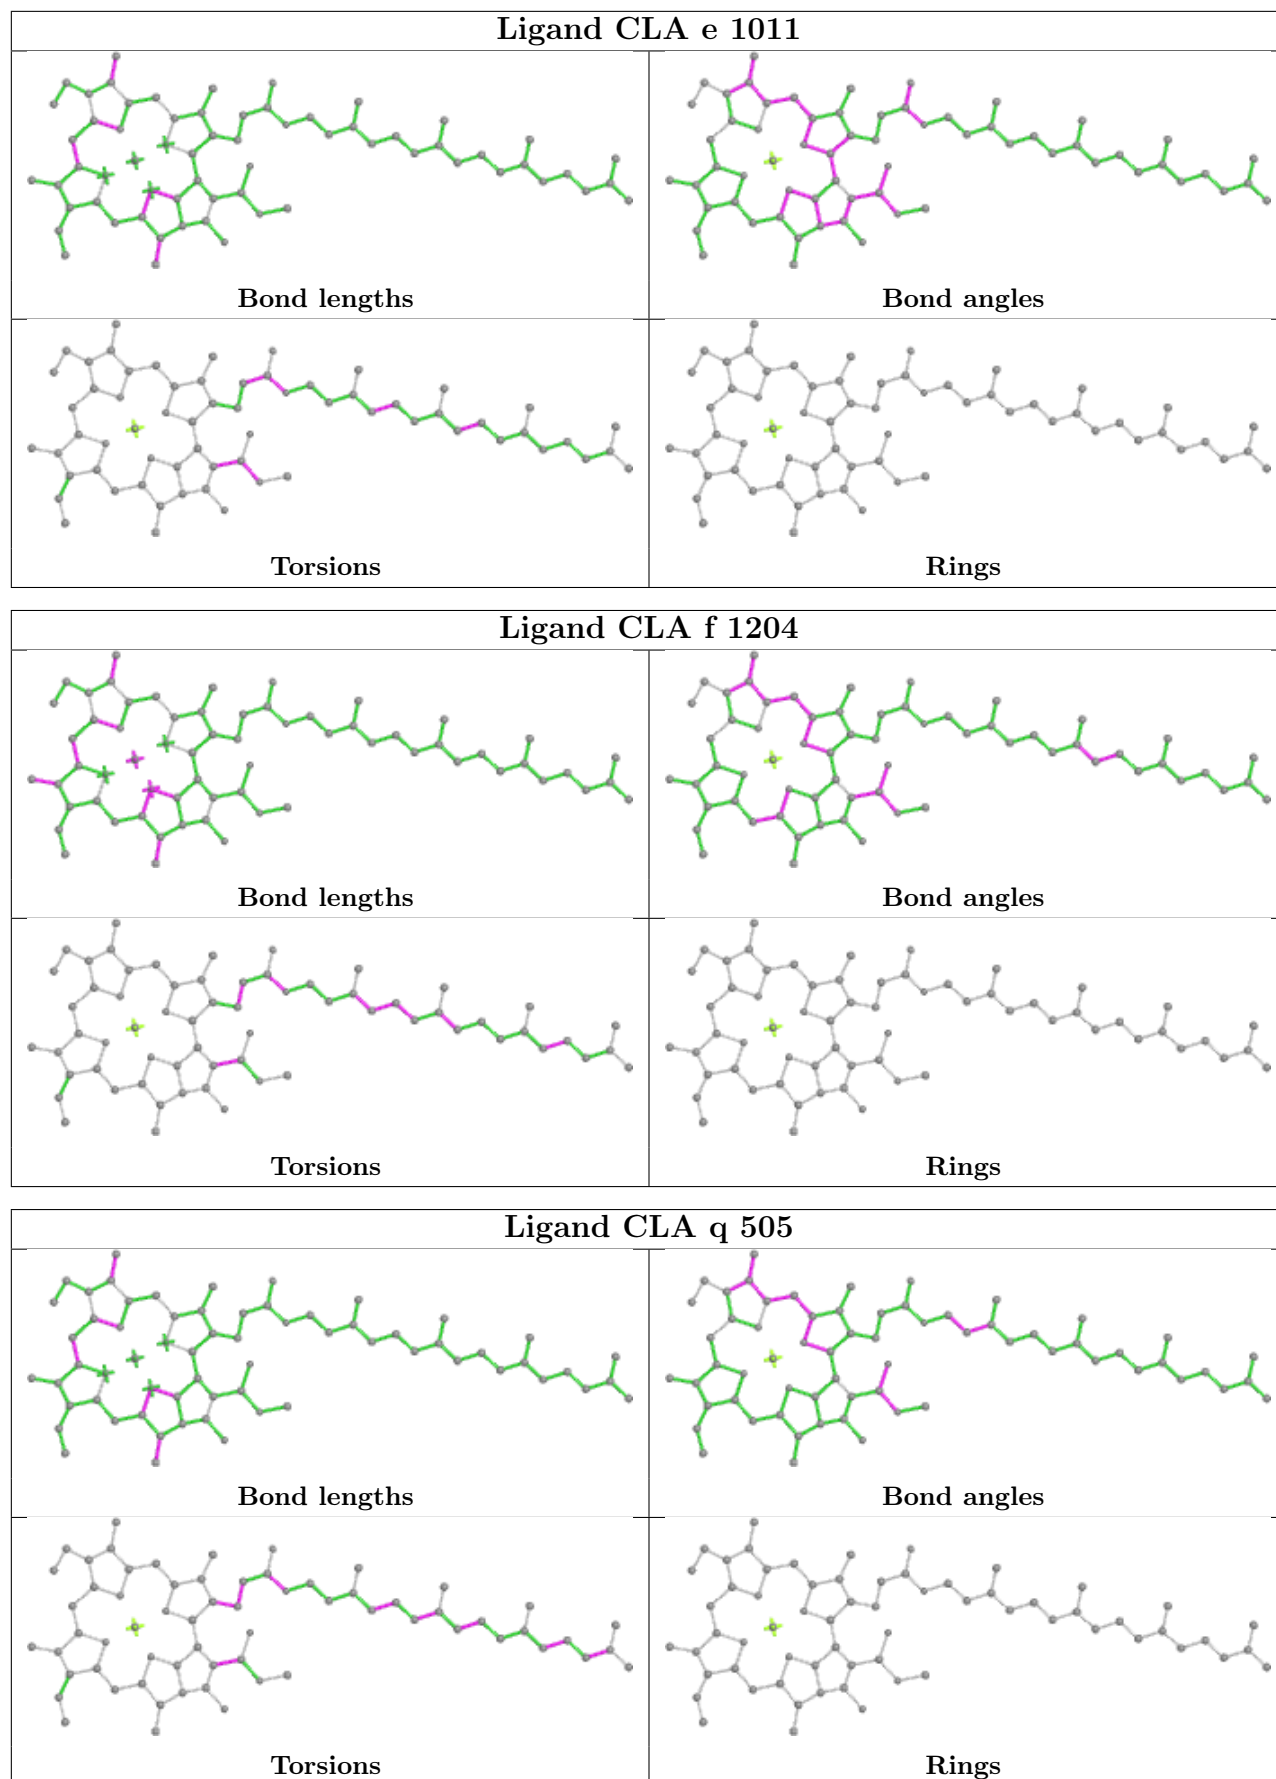 Ligand CLA e 1011
Bond lengths
Bond angles
Torsions
Rings
Ligand CLA f 1204
Bond lengths
Bond angles
Torsions
Rings
Ligand CLA q 505
Bond lengths
Bond angles
Torsions
Rings